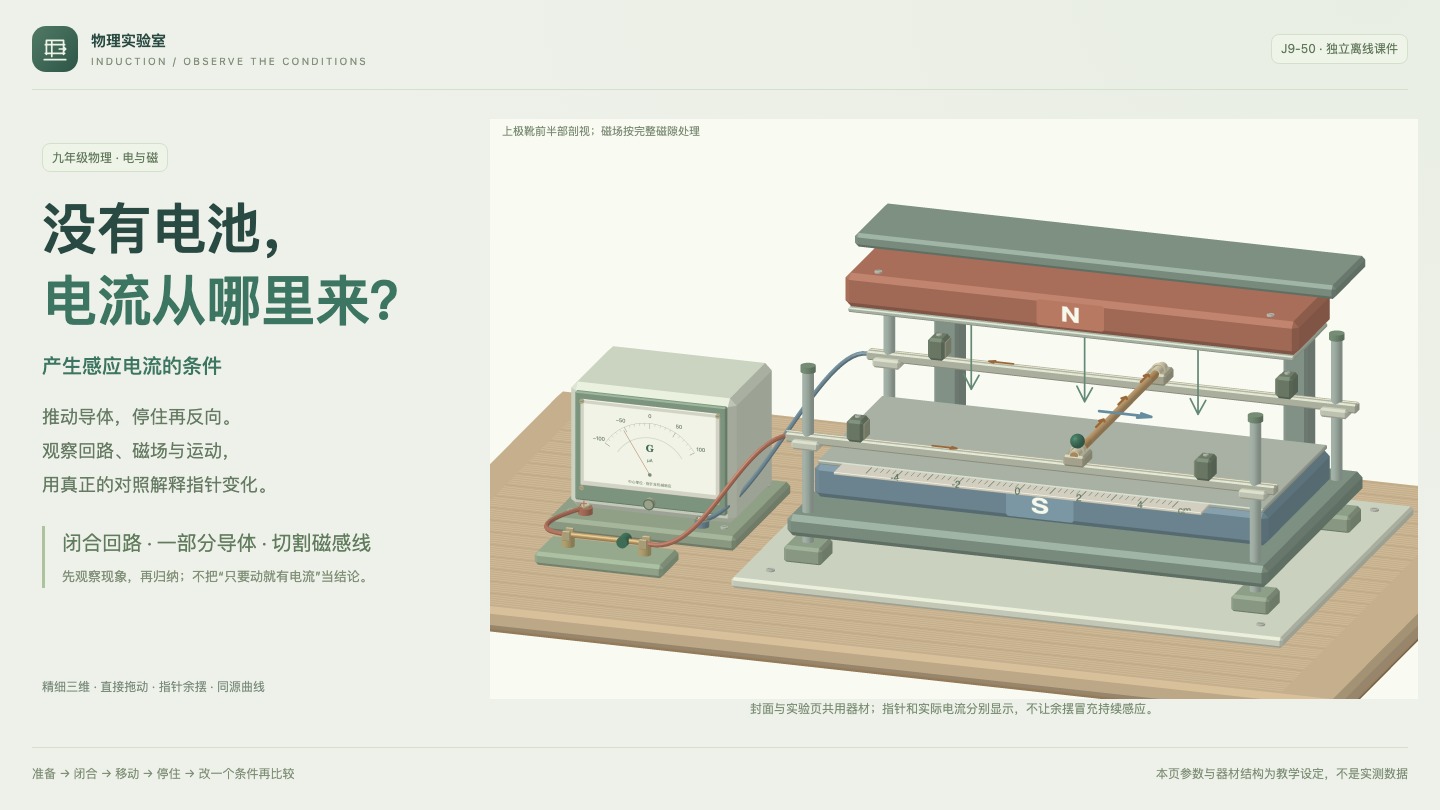 物理实验室
INDUCTION / OBSERVE THE CONDITIONS
J9-50 · 独立离线课件
九年级物理 · 电与磁
没有电池，
电流从哪里来？
产生感应电流的条件
推动导体，停住再反向。
观察回路、磁场与运动，
用真正的对照解释指针变化。
闭合回路 · 一部分导体 · 切割磁感线
先观察现象，再归纳；不把“只要动就有电流”当结论。
精细三维 · 直接拖动 · 指针余摆 · 同源曲线
上极靴前半部剖视；磁场按完整磁隙处理
N
-100
-50
0
50
100
G
μA
-4
-2
0
2
4
cm
S
封面与实验页共用器材；指针和实际电流分别显示，不让余摆冒充持续感应。
准备 → 闭合 → 移动 → 停住 → 改一个条件再比较
本页参数与器材结构为教学设定，不是实测数据